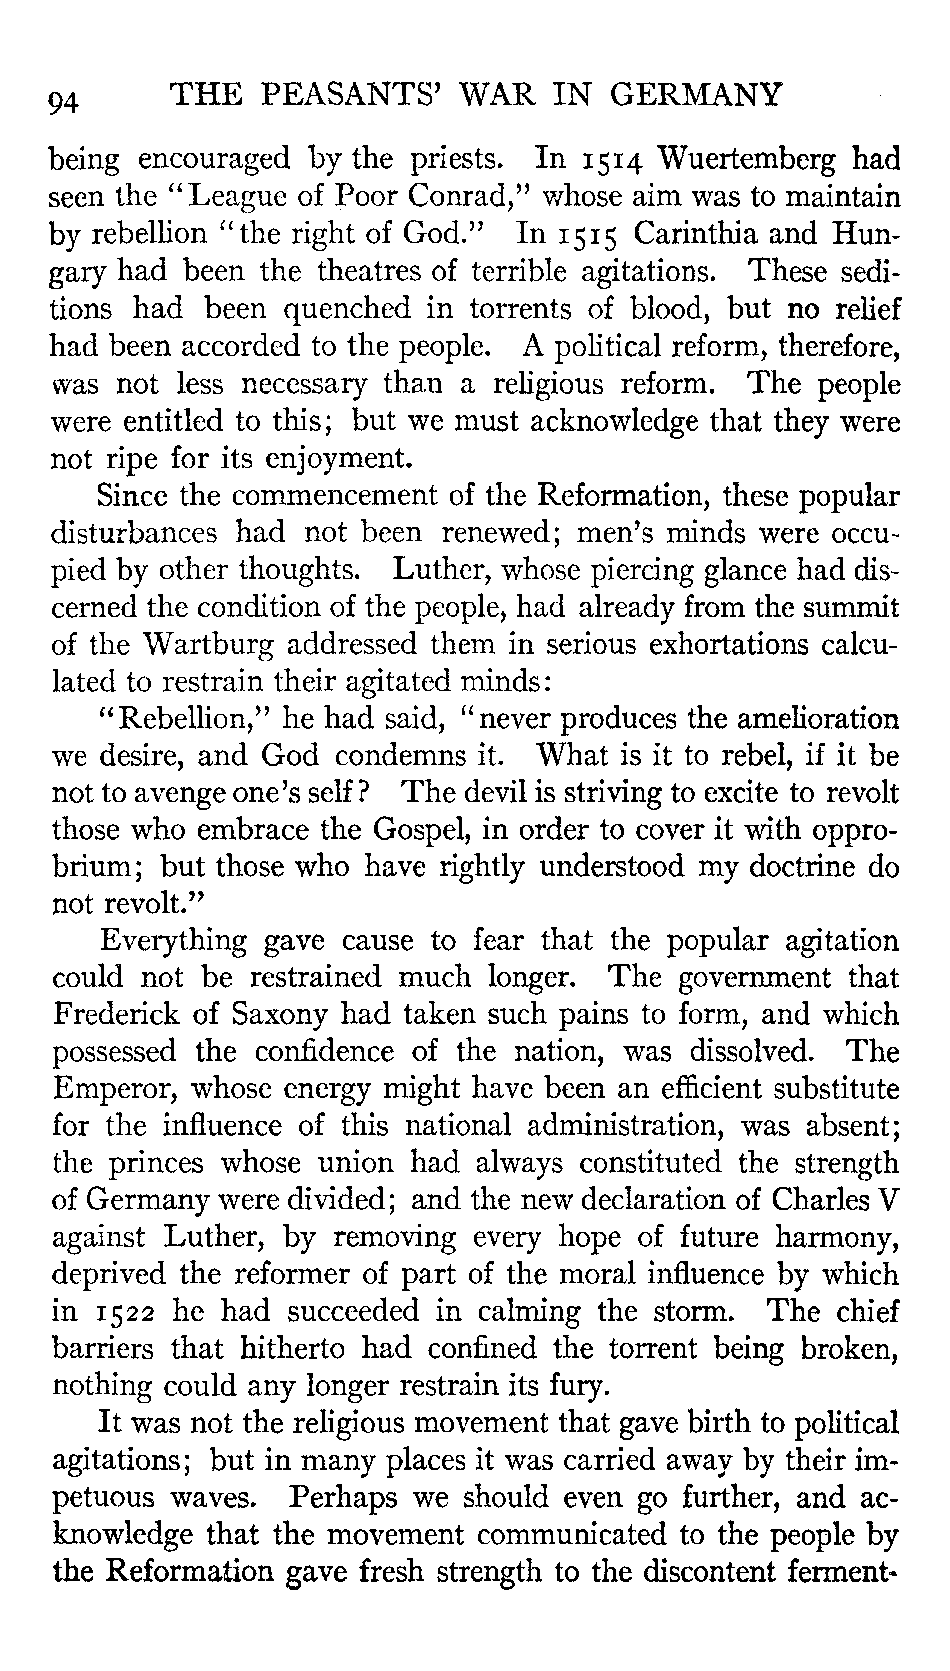 94 THE PEASANTS' WAR IN GERMANY
being encouraged by the priests. In 1514 Wuertemberg had
seen the "League of Poor Conrad," whose aim was to maintain
by rebellion "the right of God." In 1515 Carinthia and Hun-
gary had been the theatres of terrible agitations. These sedi-
tions had been quenched in torrents of blood, but no relief
had been accorded to the people. A political reform, therefore,
was not less necessary than a religious reform. The people
were entitled to this; but we must acknowledge that they were
not ripe for its enjoyment.
Since the commencement of the Reformation, these popular
disturbances had not been renewed; men's minds were occu-
pied by other thoughts. Luther, whose piercing glance had dis-
cerned the condition of the people, had already from the summit
of the Wartburg addressed them in serious exhortations calcu-
lated to restrain their agitated minds:
"Rebellion," he had said, "never produces the amelioration
we desire, and God condemns it. What is it to rebel, if it be
not to avenge one's self? The devil is striving to excite to revolt
those who embrace the Gospel, in order to cover it with oppro-
brium; but those who have rightly understood my doctrine do
not revolt."
Everything gave cause to fear that the popular agitation
could not be restrained much longer. The government that
Frederick of Saxony had taken such pains to form, and which
possessed the confidence of the nation, was dissolved. The
Emperor, whose energy might have been an efficient substitute
for the influence of this national administration, was absent;
the princes whose union had always constituted the strength
of Germany were divided; and the new declaration of Charles V
against Luther, by removing every hope of future harmony,
deprived the reformer of part of the moral influence by which
in 1522 he had succeeded in calming the storm. The chief
barriers that hitherto had confined the torrent being broken,
nothing could any longer restrain its fury.
It was not the religious movement that gave birth to political
agitations; but in many places it was carried away by their im-
petuous waves. Perhaps we should even go further, and ac-
knowledge that the movement communicated to the people by
the Reformation gave fresh strength to the discontent ferment-